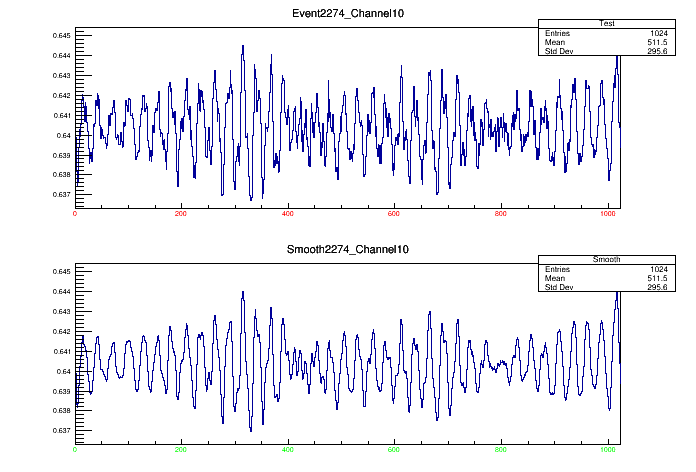 Event2274_Channel10
Test
Entries 1024
Mean 511.5
Std Dev 295.6
0.645
0.644
0.643
0.642
0.641
0.64
0.639
0.638
0.637
0 200 400 600 800 1000
Smooth2274_Channel10
Smooth
Entries 1024
Mean 511.5
Std Dev 295.6
0.645
0.644
0.643
0.642
0.641
0.64
0.639
0.638
0.637
0 200 400 600 800 1000